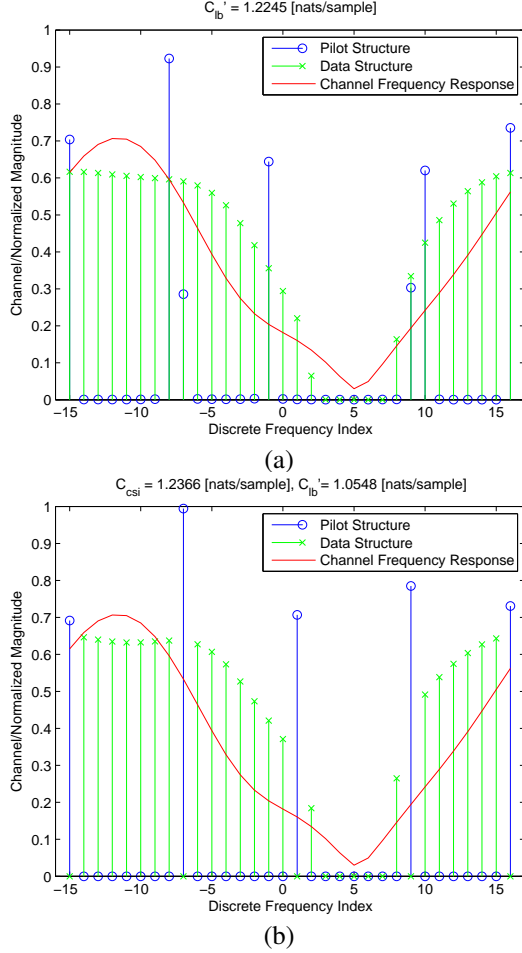 C_lb' = 1.2245 [nats/sample]
Pilot Structure
Data Structure
Channel Frequency Response
Channel/Normalized Magnitude
1
0.9
0.8
0.7
0.6
0.5
0.4
0.3
0.2
0.1
0
−15 −10 −5 0 5 10 15
Discrete Frequency Index
(a)
C_csi = 1.2366 [nats/sample], C_lb'= 1.0548 [nats/sample]
Pilot Structure
Data Structure
Channel Frequency Response
Channel/Normalized Magnitude
1
0.9
0.8
0.7
0.6
0.5
0.4
0.3
0.2
0.1
0
−15 −10 −5 0 5 10 15
Discrete Frequency Index
(b)